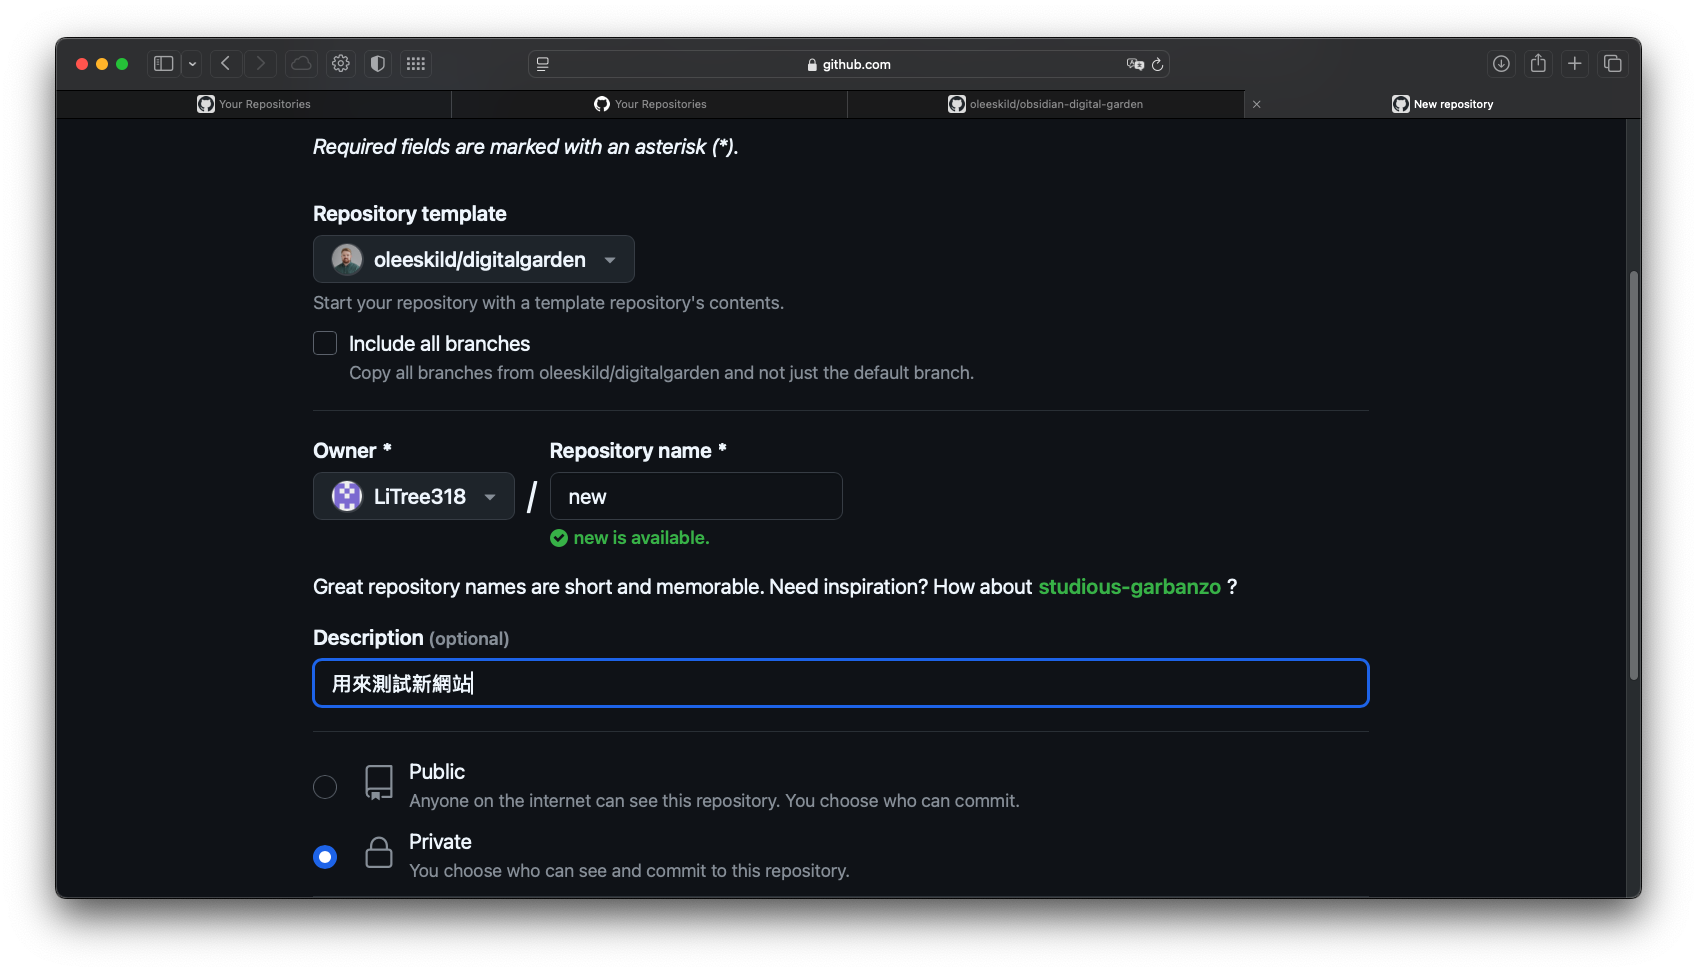 github.com
Your Repositories
Your Repositories
oleeskild/obsidian-digital-garden
New repository
Required fields are marked with an asterisk (*).
Repository template
oleeskild/digitalgarden
Start your repository with a template repository's contents.
Include all branches
Copy all branches from oleeskild/digitalgarden and not just the default branch.
Owner * Repository name *
LiTree318 / new
new is available.
Great repository names are short and memorable. Need inspiration? How about studious-garbanzo ?
Description (optional)
用來測試新網站
Public
Anyone on the internet can see this repository. You choose who can commit.
Private
You choose who can see and commit to this repository.